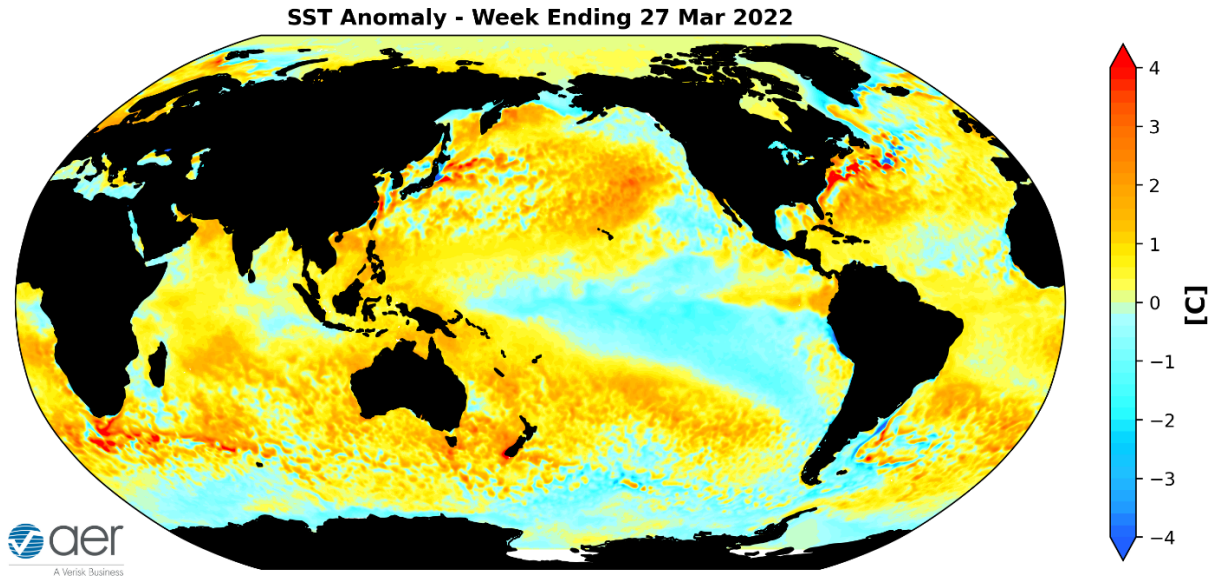 SST Anomaly - Week Ending 27 Mar 2022
4
3
2
1
0
−1
−2
−3
−4
[C]
aer
A Verisk Business